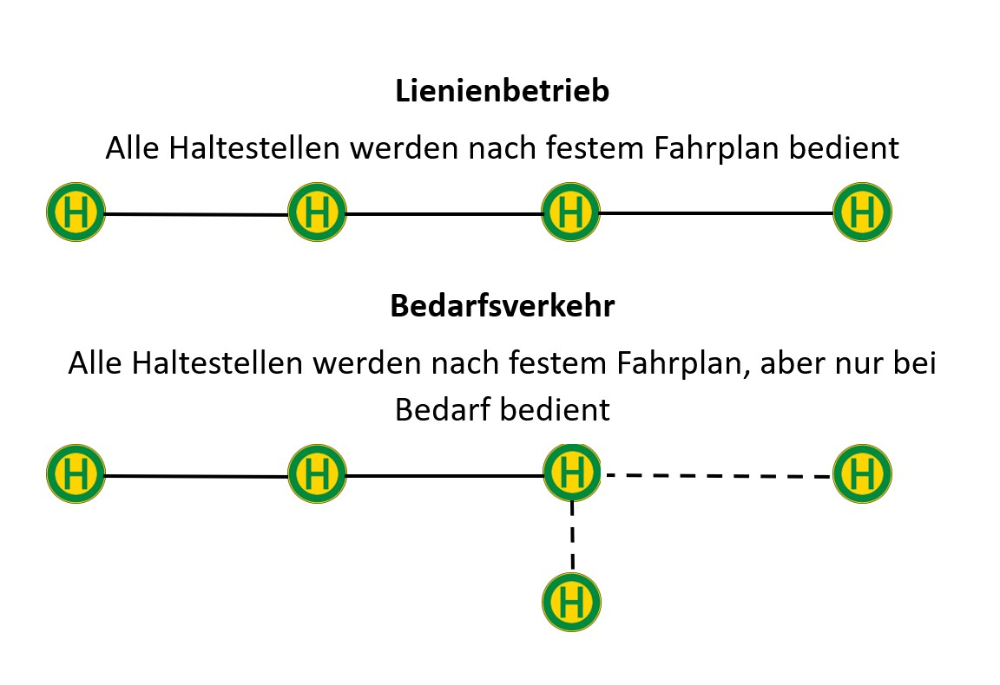 Lienienbetrieb
Alle Haltestellen werden nach festem Fahrplan bedient
H H H H
Bedarfsverkehr
Alle Haltestellen werden nach festem Fahrplan, aber nur bei
Bedarf bedient
H H H H
H